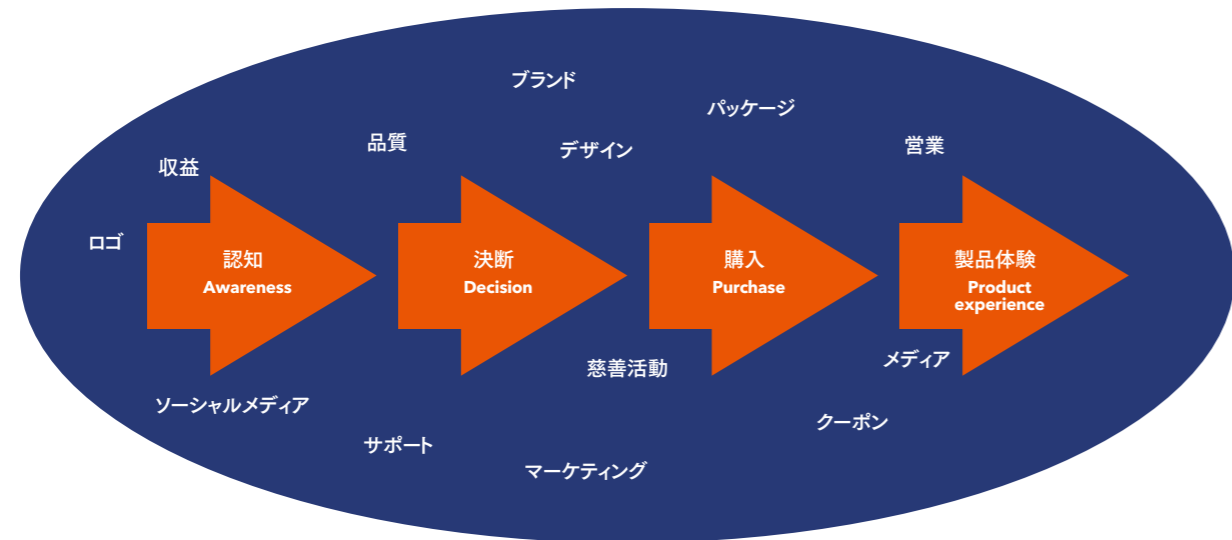 ブランド
パッケージ
品質
デザイン
営業
収益
ロゴ
認知
Awareness
決断
Decision
購入
Purchase
製品体験
Product
experience
慈善活動
メディア
ソーシャルメディア
クーポン
サポート
マーケティング